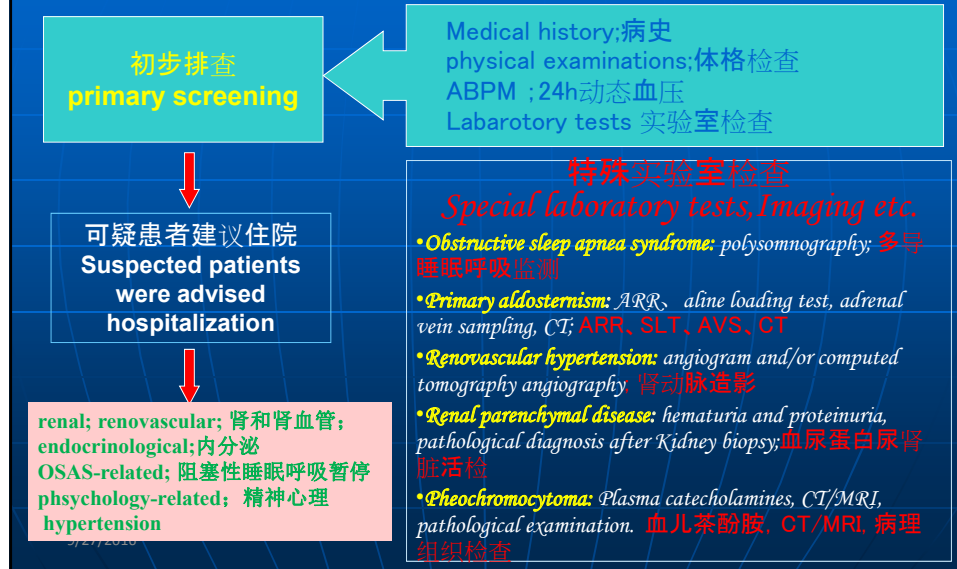 初步排查
primary screening
Medical history;病史
physical examinations;体格检查
ABPM ;24h动态血压
Labarotory tests 实验室检查
可疑患者建议住院
Suspected patients
were advised
hospitalization
renal; renovascular; 肾和肾血管；
endocrinological;内分泌
OSAS-related; 阻塞性睡眠呼吸暂停
phsychology-related；精神心理
hypertension
特殊实验室检查
Special laboratory tests,Imaging etc.
•Obstructive sleep apnea syndrome: polysomnography; 多导
睡眠呼吸监测
•Primary aldosternism: ARR、 aline loading test, adrenal
vein sampling, CT; ARR、SLT、AVS、CT
•Renovascular hypertension: angiogram and/or computed
tomography angiography; 肾动脉造影
•Renal parenchymal disease: hematuria and proteinuria,
pathological diagnosis after Kidney biopsy;血尿蛋白尿肾
脏活检
•Pheochromocytoma: Plasma catecholamines, CT/MRI,
pathological examination. 血儿茶酚胺, CT/MRI, 病理
组织检查